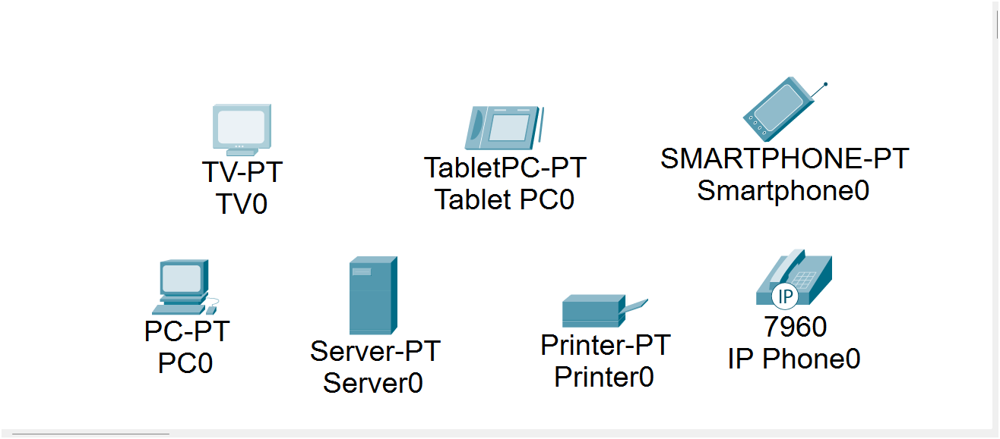 TV-PT
TV0
TabletPC-PT
Tablet PC0
SMARTPHONE-PT
Smartphone0
PC-PT
PC0
Server-PT
Server0
Printer-PT
Printer0
IP
7960
IP Phone0